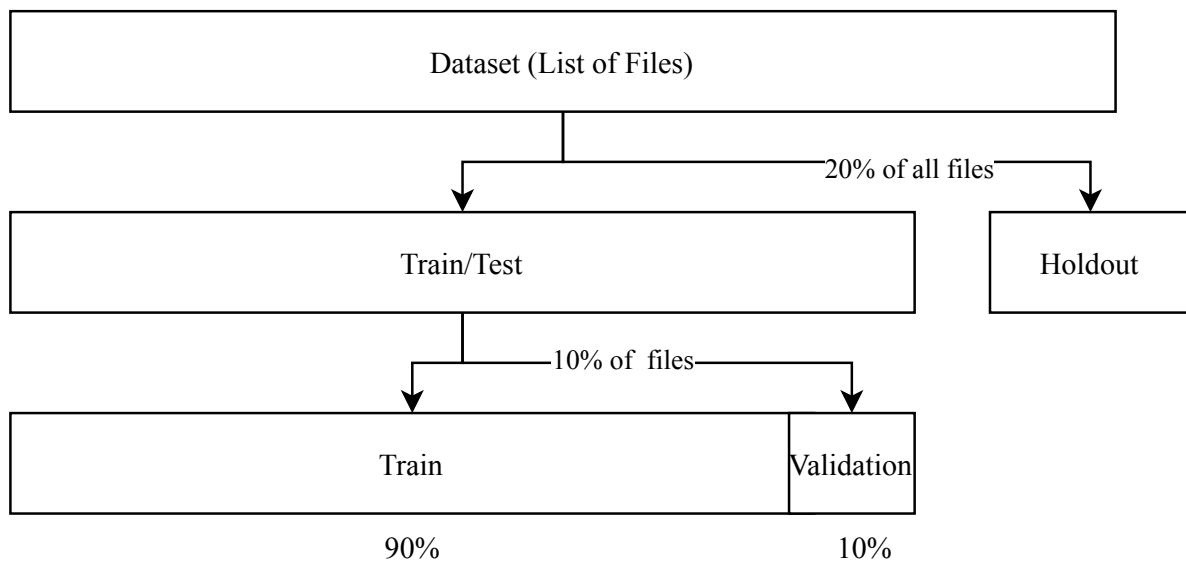 Dataset (List of Files)
20% of all files
Train/Test
Holdout
10% of  files
Train
Validation
90%
10%